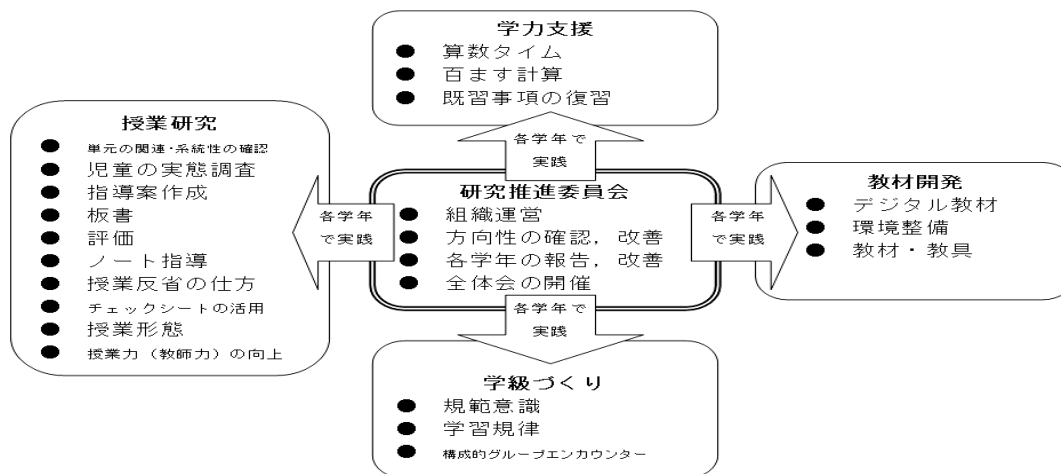 学力支援
● 算数タイム
● 百ます計算
● 既習事項の復習
各学年で
実践
授業研究
● 単元の関連・系統性の確認
● 児童の実態調査
● 指導案作成
● 板書
● 評価
● ノート指導
● 授業反省の仕方
● チェックシートの活用
● 授業形態
● 授業力（教師力）の向上
各学年
で実践
研究推進委員会
● 組織運営
● 方向性の確認，改善
● 各学年の報告，改善
● 全体会の開催
各学年
で実践
教材開発
● デジタル教材
● 環境整備
● 教材・教具
各学年で
実践
学級づくり
● 規範意識
● 学習規律
● 構成的グループエンカウンター